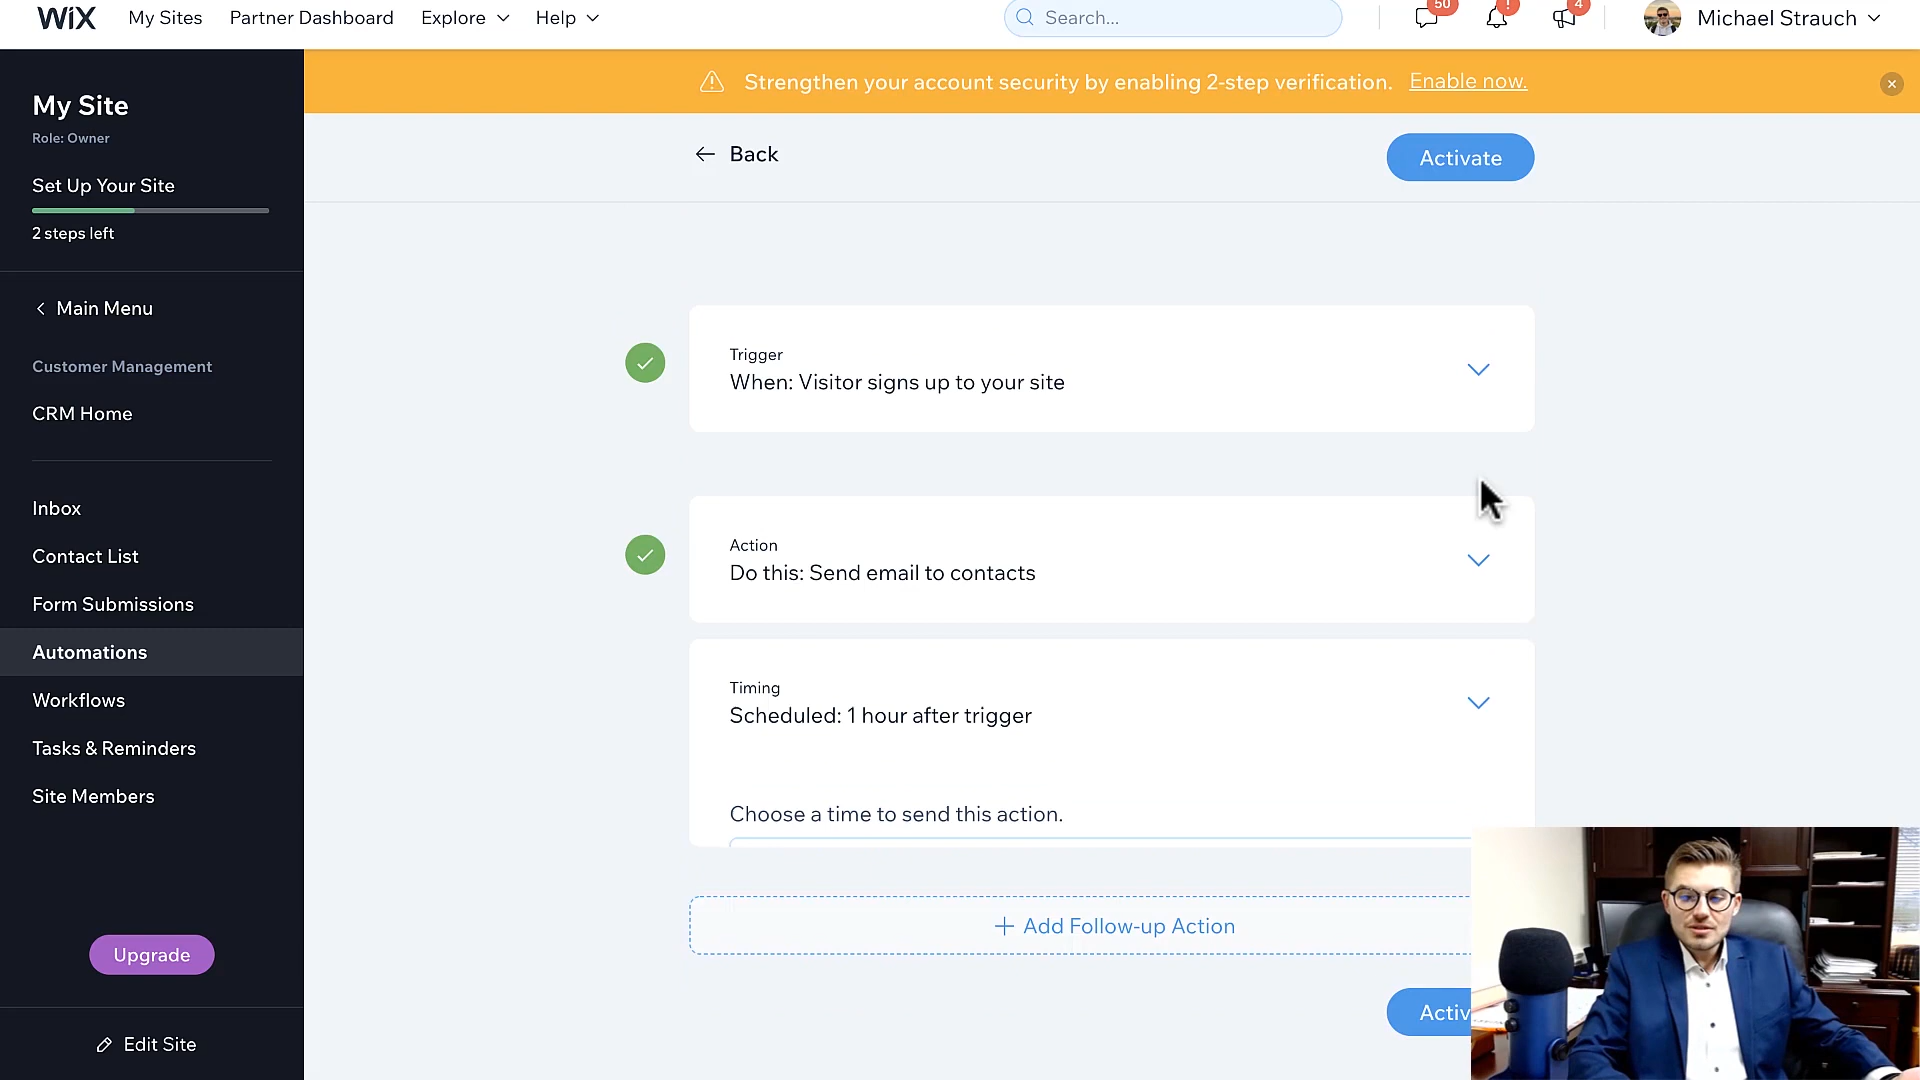 WIX My Sites Partner Dashboard Explore Help Search... 50 ! 4 Michael Strauch
Strengthen your account security by enabling 2-step verification. Enable now.
My Site
Role: Owner
Set Up Your Site
2 steps left
Main Menu
Customer Management
CRM Home
Inbox
Contact List
Form Submissions
Automations
Workflows
Tasks & Reminders
Site Members
Upgrade
Edit Site
Back
Activate
Trigger
When: Visitor signs up to your site
Action
Do this: Send email to contacts
Timing
Scheduled: 1 hour after trigger
Choose a time to send this action.
Add Follow-up Action
Activ